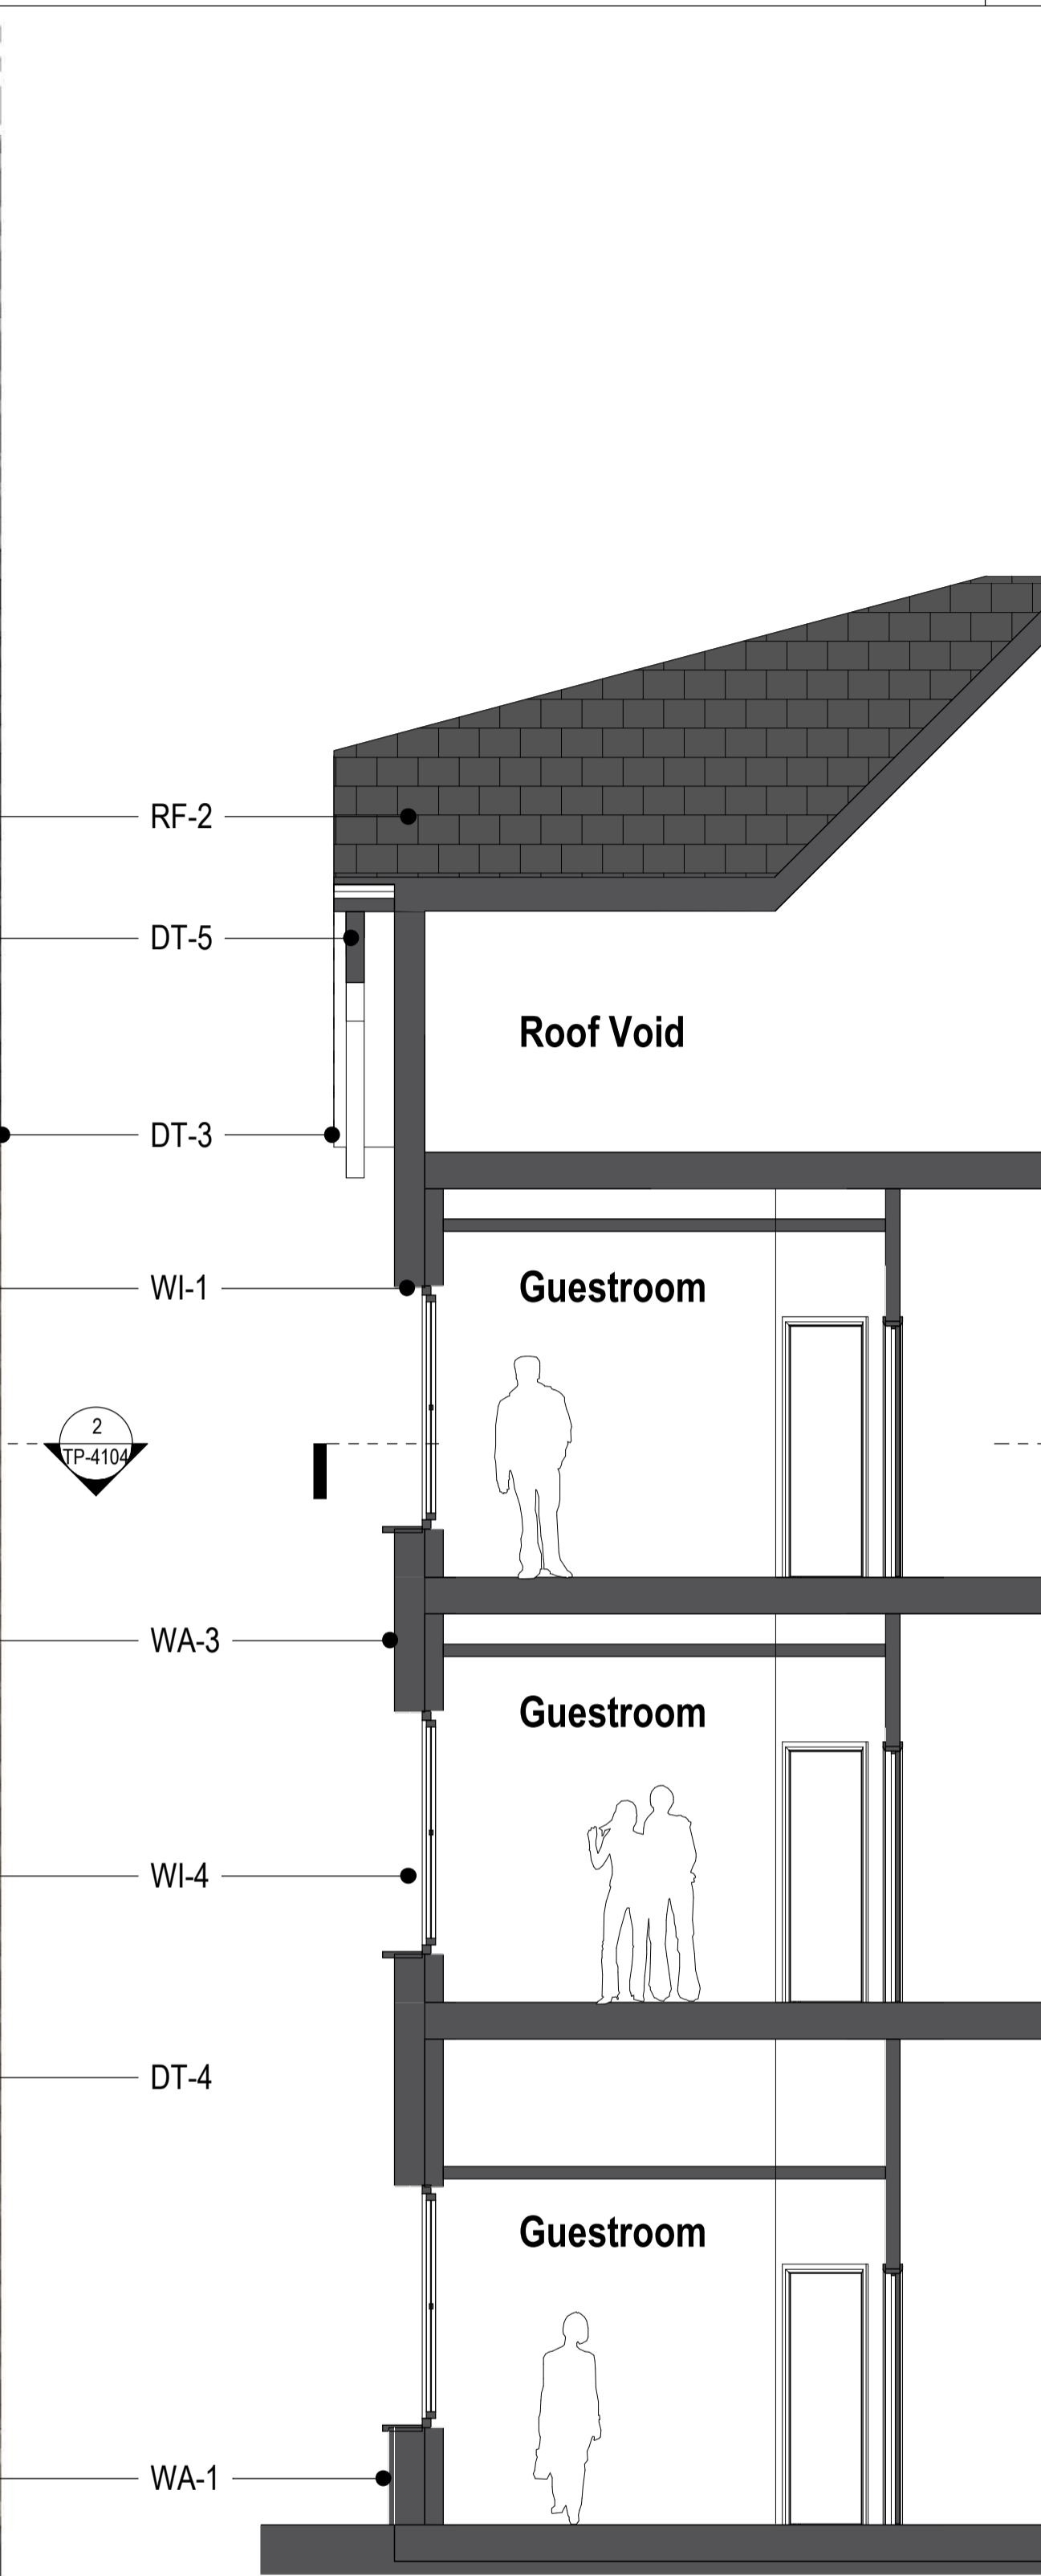 RF-2
DT-5
Roof Void
DT-3
WI-1
Guestroom
2
TP-4104
WA-3
Guestroom
WI-4
DT-4
Guestroom
WA-1